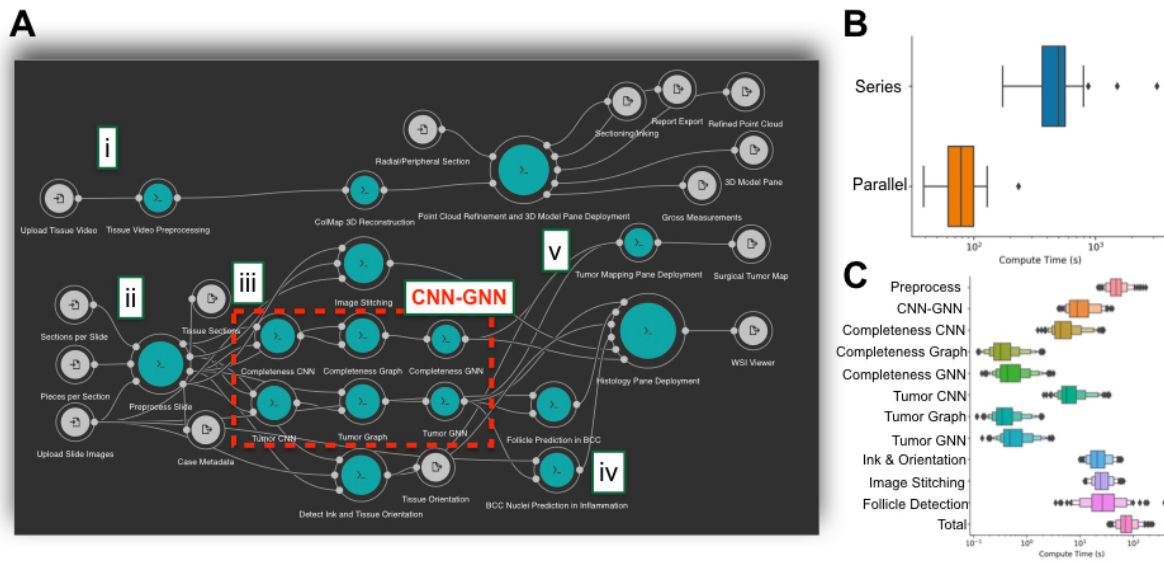 A
i
Upload Tissue Video
Tissue Video Preprocessing
ColMap 3D Reconstruction
Radial/Peripheral Section
Point Cloud Refinement and 3D Model Pane Deployment
Sectioning/Inking
Report Export
Refined Point Cloud
3D Model Pane
Gross Measurements
ii
iii
v
Tumor Mapping Pane Deployment
Surgical Tumor Map
Sections per Slide
Tissue Sections
Image Stitching
CNN-GNN
Pieces per Section
Preprocess Slide
Completeness CNN
Completeness Graph
Completeness GNN
Histology Pane Deployment
WSI Viewer
Upload Slide Images
Case Metadata
Tumor CNN
Tumor Graph
Tumor GNN
Follicle Prediction in BCC
iv
Detect Ink and Tissue Orientation
Tissue Orientation
BCC Nuclei Prediction in Inflammation
B
Series
Parallel
10²
10³
Compute Time (s)
C
Preprocess
CNN-GNN
Completeness CNN
Completeness Graph
Completeness GNN
Tumor CNN
Tumor Graph
Tumor GNN
Ink & Orientation
Image Stitching
Follicle Detection
Total
10⁻¹
10⁰
10¹
10²
Compute Time (s)